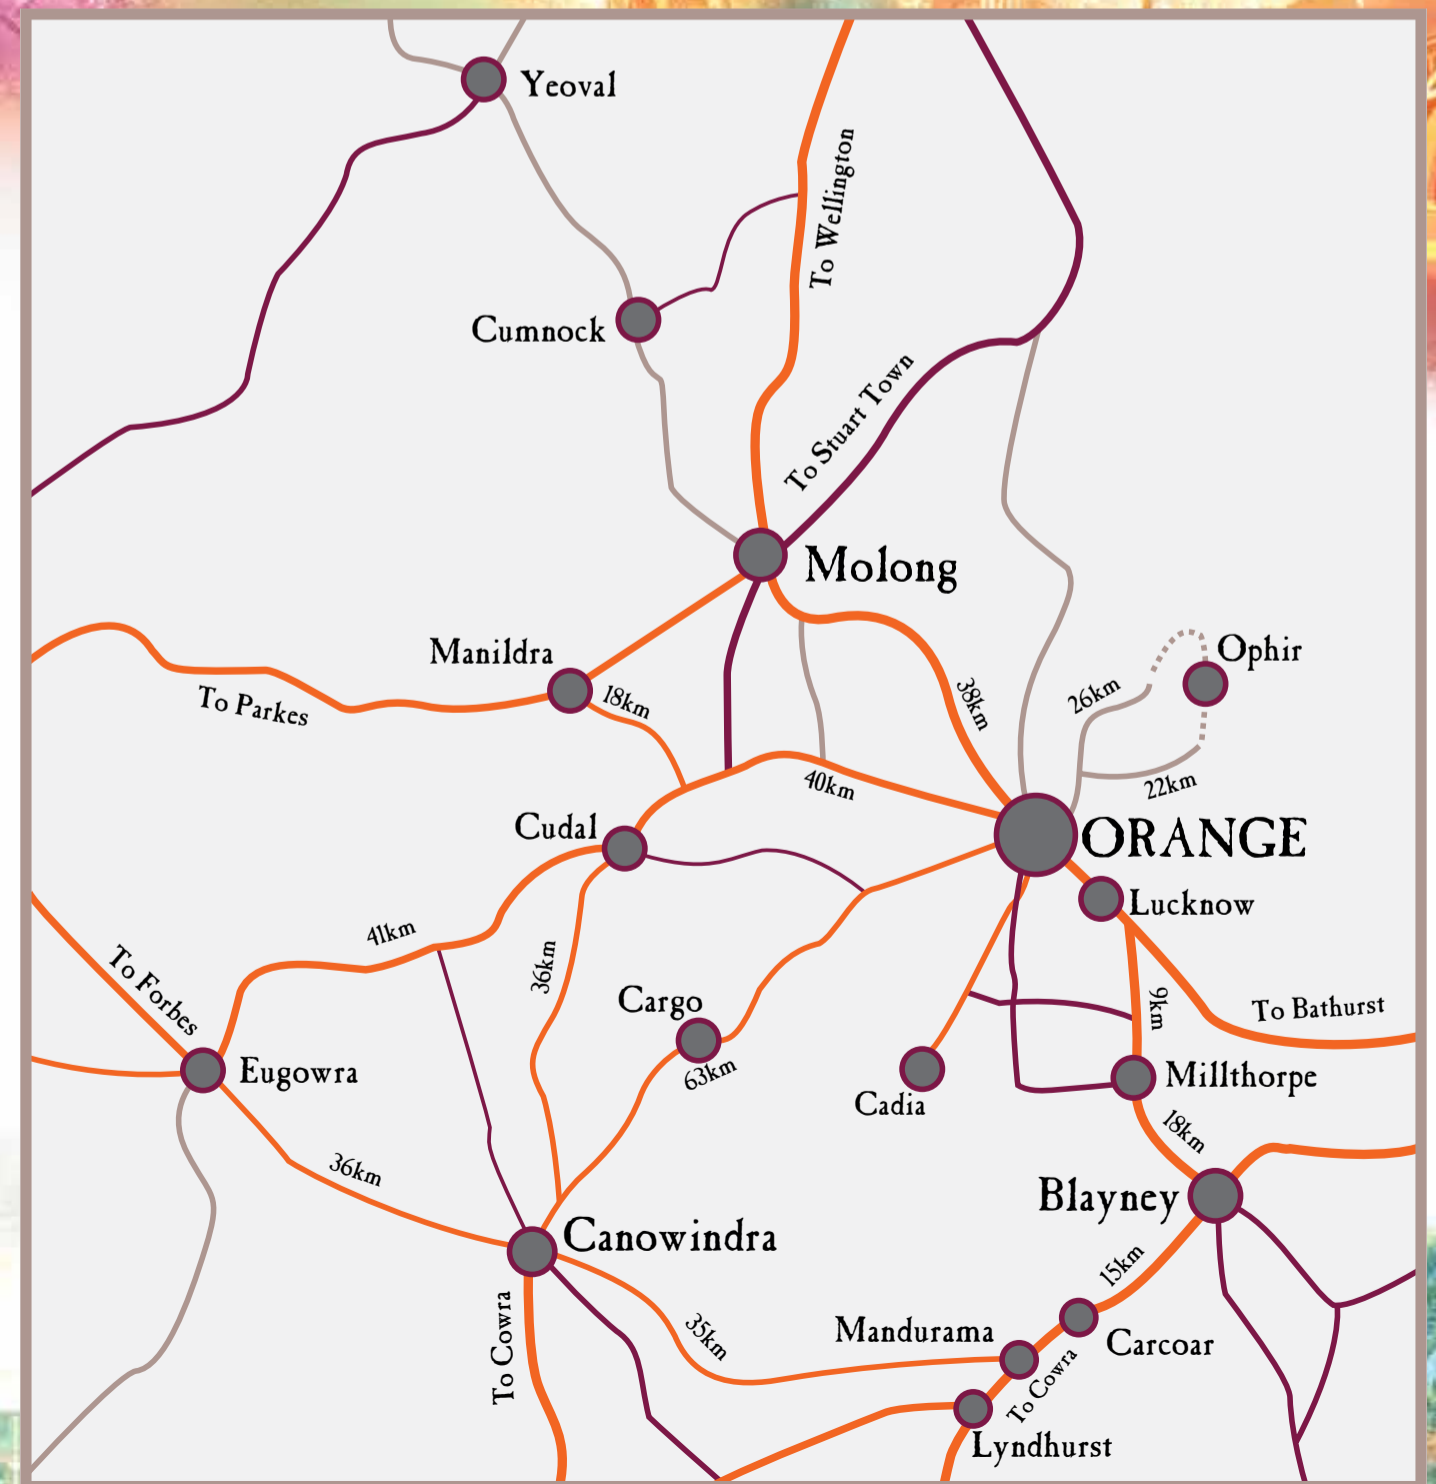 Yeoval
To Wellington
Cumnock
To Stuart Town
Molong
Manildra
18km
To Parkes
38km
Ophir
26km
22km
40km
Cudal
ORANGE
Lucknow
41km
To Forbes
36km
Cargo
63km
9km
To Bathurst
Eugowra
Cadia
Millthorpe
18km
36km
Blayney
Canowindra
15km
To Cowra
35km
Mandurama
Carcoar
To Cowra
Lyndhurst